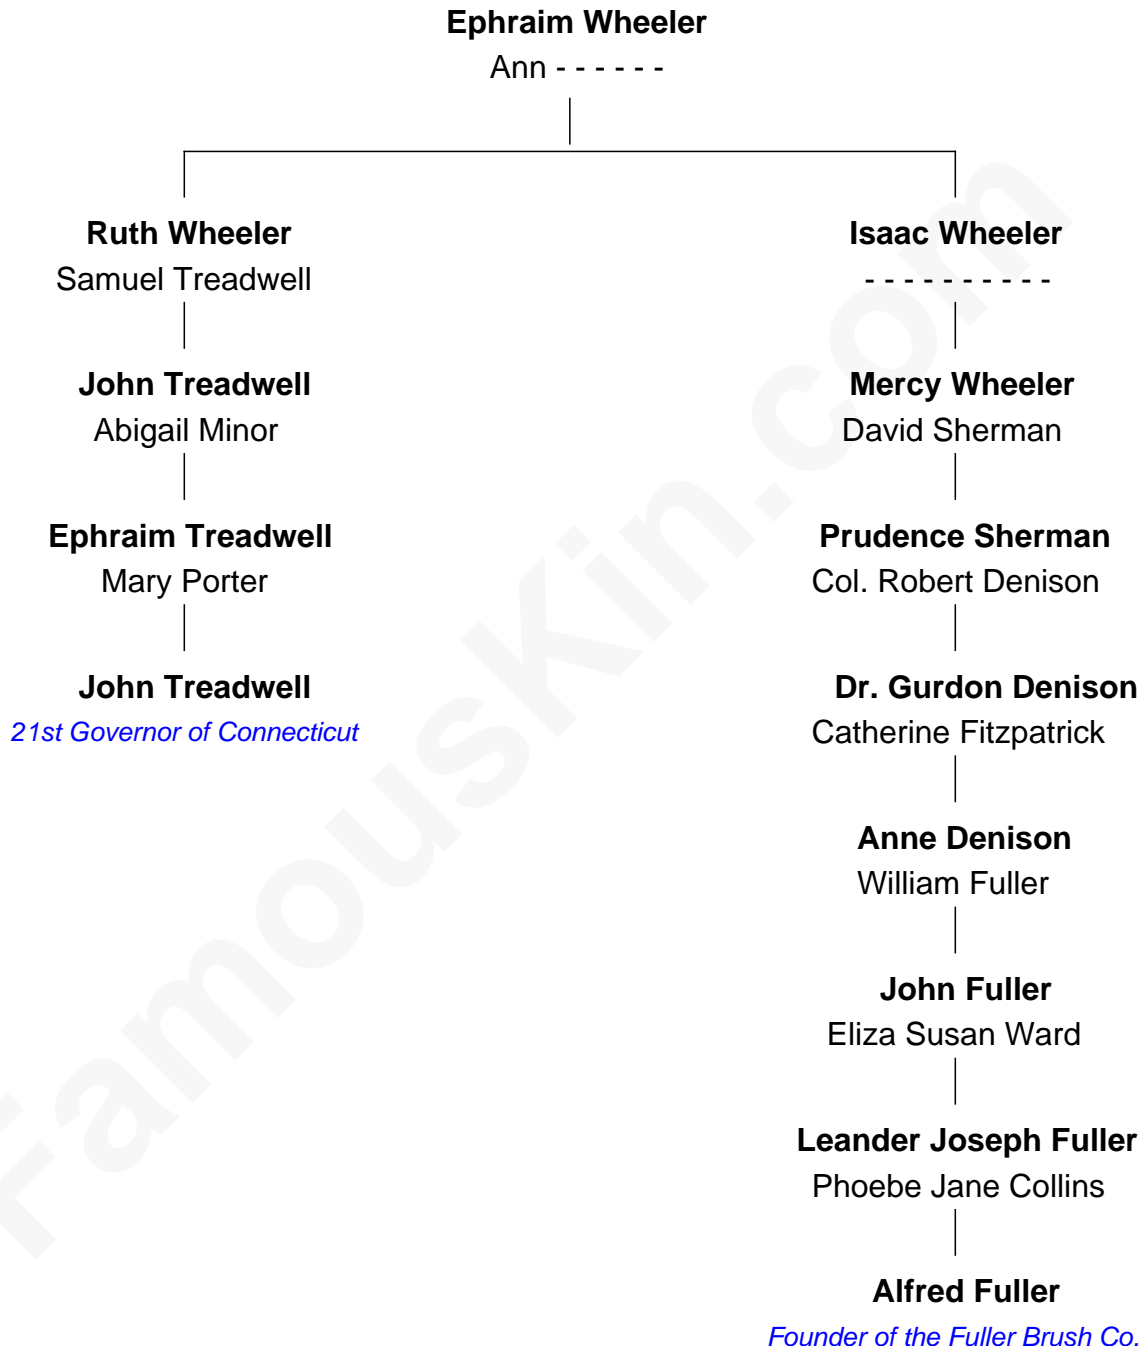 Ephraim Wheeler
Ann - - - - - -
Ruth Wheeler
Samuel Treadwell
John Treadwell
Abigail Minor
Ephraim Treadwell
Mary Porter
John Treadwell
21st Governor of Connecticut
Isaac Wheeler
- - - - - - - - - -
Mercy Wheeler
David Sherman
Prudence Sherman
Col. Robert Denison
Dr. Gurdon Denison
Catherine Fitzpatrick
Anne Denison
William Fuller
John Fuller
Eliza Susan Ward
Leander Joseph Fuller
Phoebe Jane Collins
Alfred Fuller
Founder of the Fuller Brush Co.
FamousKin.com